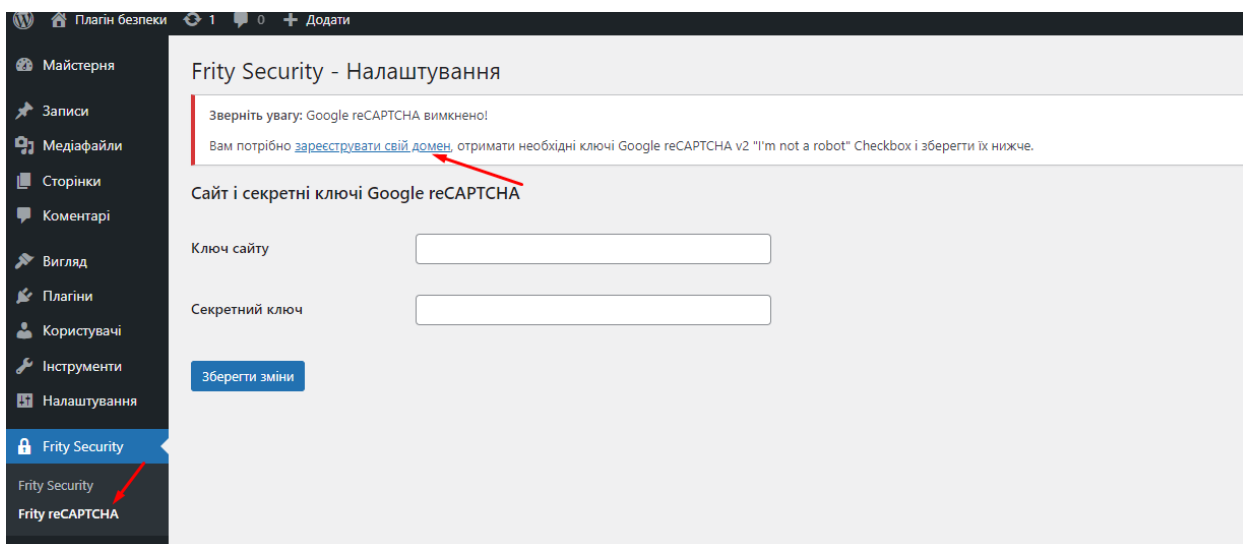 Плагін безпеки 1 0 + Додати
Майстерня
Записи
Медіафайли
Сторінки
Коментарі
Вигляд
Плагіни
Користувачі
Інструменти
Налаштування
Frity Security
Frity Security
Frity reCAPTCHA
Frity Security - Налаштування
Зверніть увагу: Google reCAPTCHA вимкнено!
Вам потрібно зареєструвати свій домен, отримати необхідні ключі Google reCAPTCHA v2 "I'm not a robot" Checkbox і зберегти їх нижче.
Сайт і секретні ключі Google reCAPTCHA
Ключ сайту
Секретний ключ
Зберегти зміни